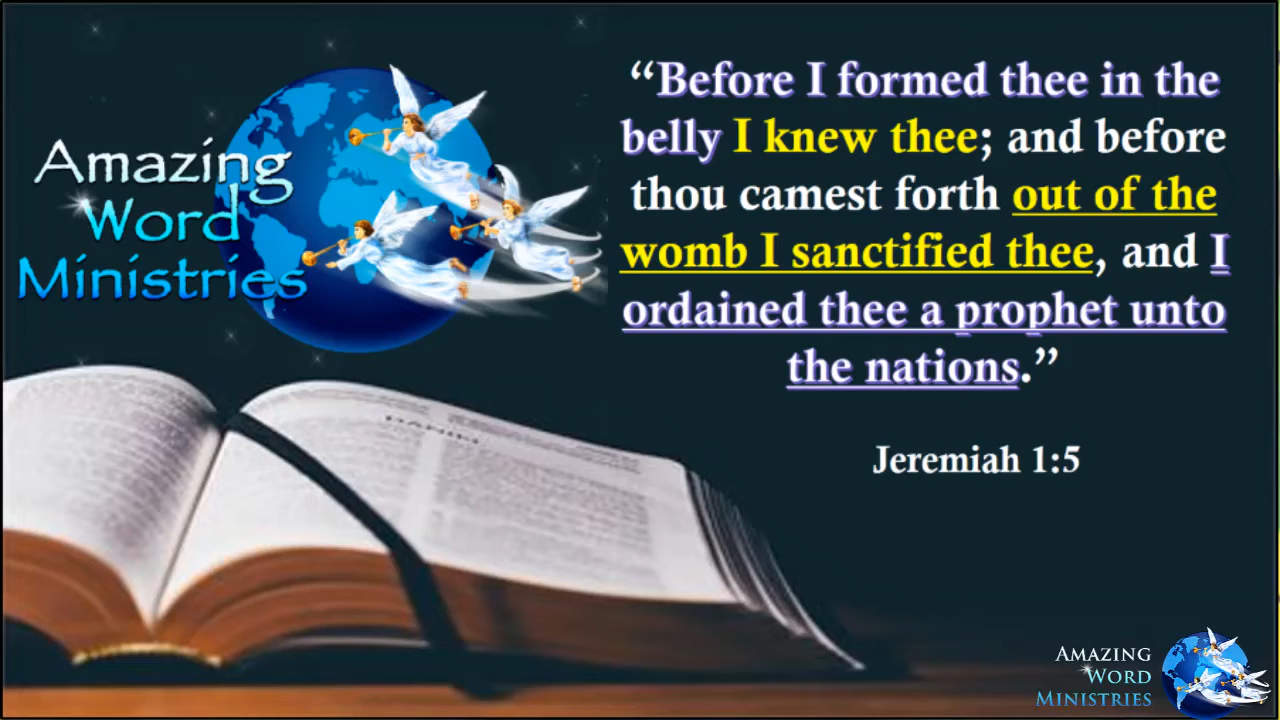 Amazing
Word
Ministries
“Before I formed thee in the
belly I knew thee; and before
thou camest forth out of the
womb I sanctified thee, and I
ordained thee a prophet unto
the nations.”
Jeremiah 1:5
DANIEL
AMAZING
WORD
MINISTRIES